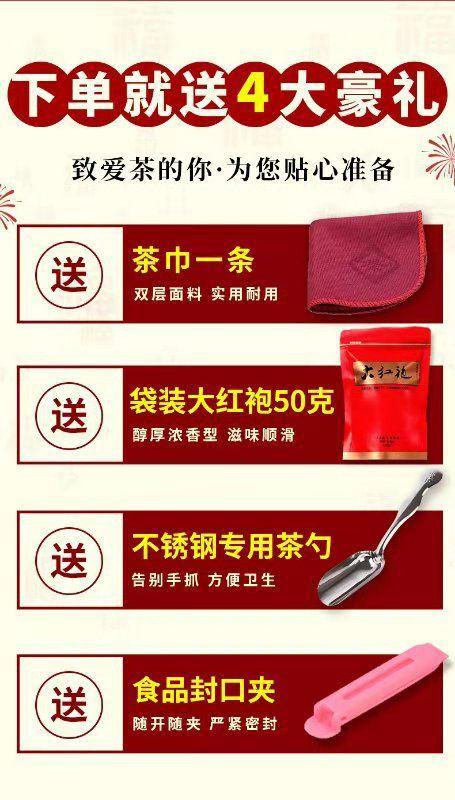 下单就送4大豪礼
致爱茶的你·为您贴心准备
送
茶巾一条
双层面料 实用耐用
送
袋装大红袍50克
醇厚浓香型 滋味顺滑
大红袍
送
不锈钢专用茶勺
告别手抓 方便卫生
送
食品封口夹
随开随夹 严紧密封